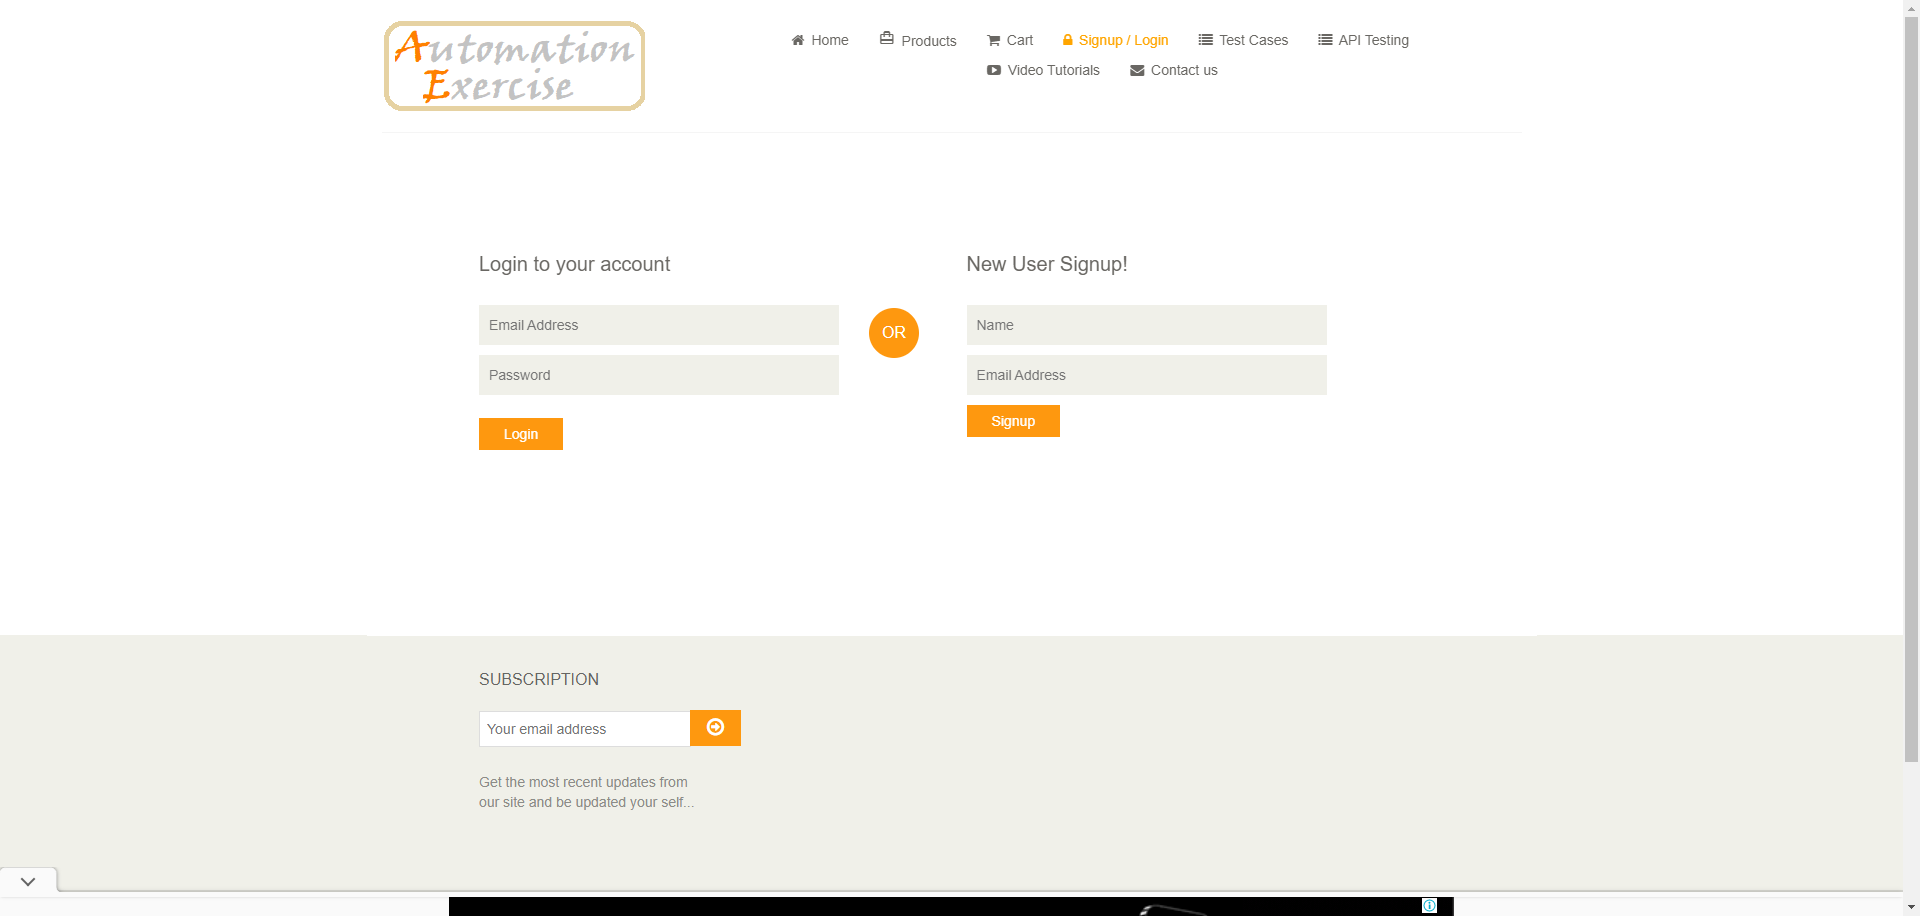 Automation
Exercise
Home
Products
Cart
Signup / Login
Test Cases
API Testing
Video Tutorials
Contact us
Login to your account
Email Address
Password
Login
OR
New User Signup!
Name
Email Address
Signup
SUBSCRIPTION
Your email address
Get the most recent updates from
our site and be updated your self...